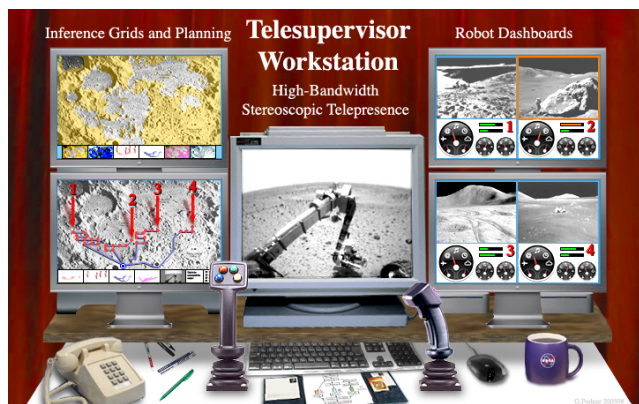 Inference Grids and Planning
Telesupervisor
Workstation
High-Bandwidth
Stereoscopic Telepresence
Robot Dashboards
1
2
1
2
3
4
3
4
NASA